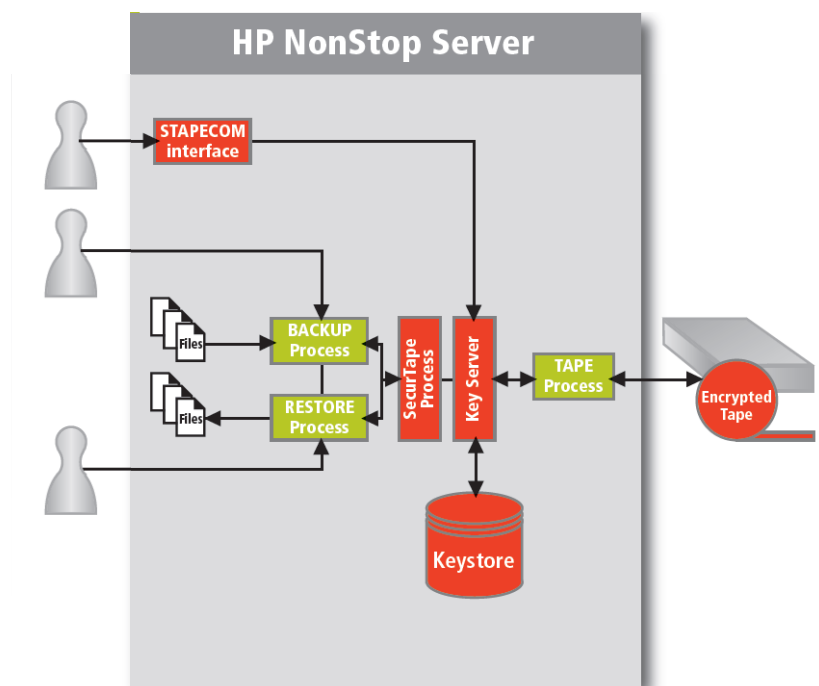 HP NonStop Server
STAPECOM
interface
Files
BACKUP
Process
Files
RESTORE
Process
SecurTape
Process
Key Server
TAPE
Process
Encrypted
Tape
Keystore